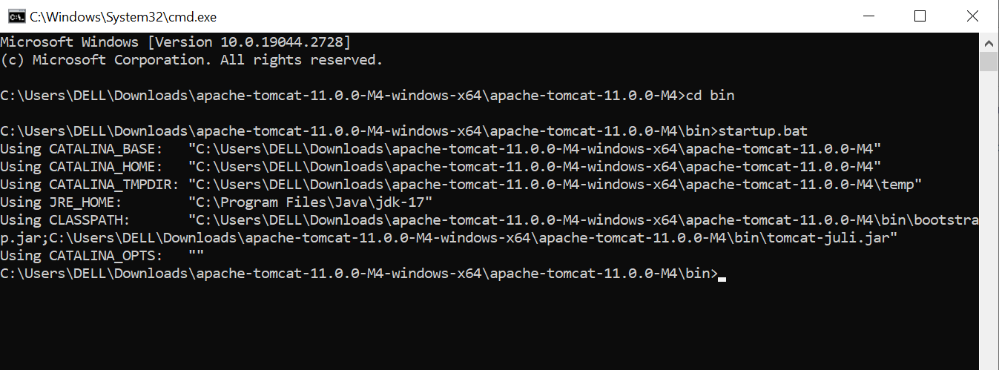 C:\Windows\System32\cmd.exe
Microsoft Windows [Version 10.0.19044.2728]
(c) Microsoft Corporation. All rights reserved.
C:\Users\DELL\Downloads\apache-tomcat-11.0.0-M4-windows-x64\apache-tomcat-11.0.0-M4>cd bin
C:\Users\DELL\Downloads\apache-tomcat-11.0.0-M4-windows-x64\apache-tomcat-11.0.0-M4\bin>startup.bat
Using CATALINA_BASE:   "C:\Users\DELL\Downloads\apache-tomcat-11.0.0-M4-windows-x64\apache-tomcat-11.0.0-M4"
Using CATALINA_HOME:   "C:\Users\DELL\Downloads\apache-tomcat-11.0.0-M4-windows-x64\apache-tomcat-11.0.0-M4"
Using CATALINA_TMPDIR: "C:\Users\DELL\Downloads\apache-tomcat-11.0.0-M4-windows-x64\apache-tomcat-11.0.0-M4\temp"
Using JRE_HOME:        "C:\Program Files\Java\jdk-17"
Using CLASSPATH:       "C:\Users\DELL\Downloads\apache-tomcat-11.0.0-M4-windows-x64\apache-tomcat-11.0.0-M4\bin\bootstra
p.jar;C:\Users\DELL\Downloads\apache-tomcat-11.0.0-M4-windows-x64\apache-tomcat-11.0.0-M4\bin\tomcat-juli.jar"
Using CATALINA_OPTS:   ""
C:\Users\DELL\Downloads\apache-tomcat-11.0.0-M4-windows-x64\apache-tomcat-11.0.0-M4\bin>